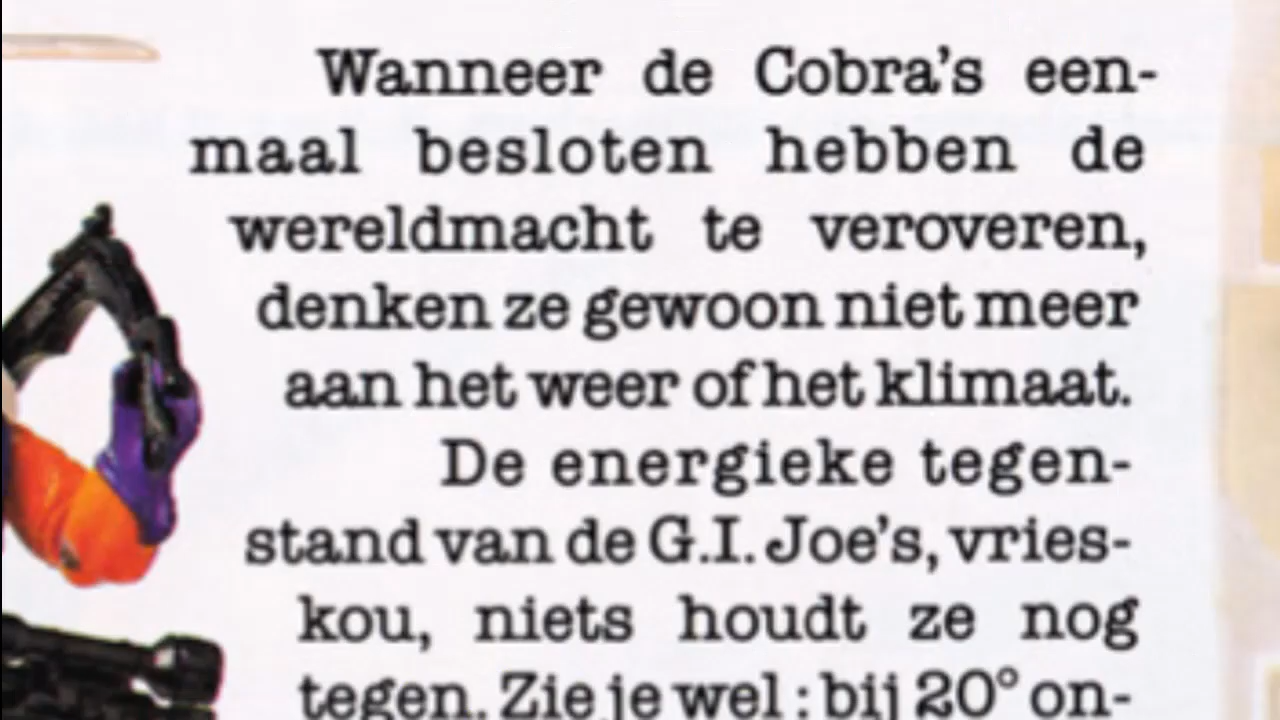 Wanneer de Cobra's een-
maal besloten hebben de
wereldmacht te veroveren,
denken ze gewoon niet meer
aan het weer of het klimaat.
De energieke tegen-
stand van de G.I. Joe's, vries-
kou, niets houdt ze nog
tegen. Zie je wel : bij 20° on-